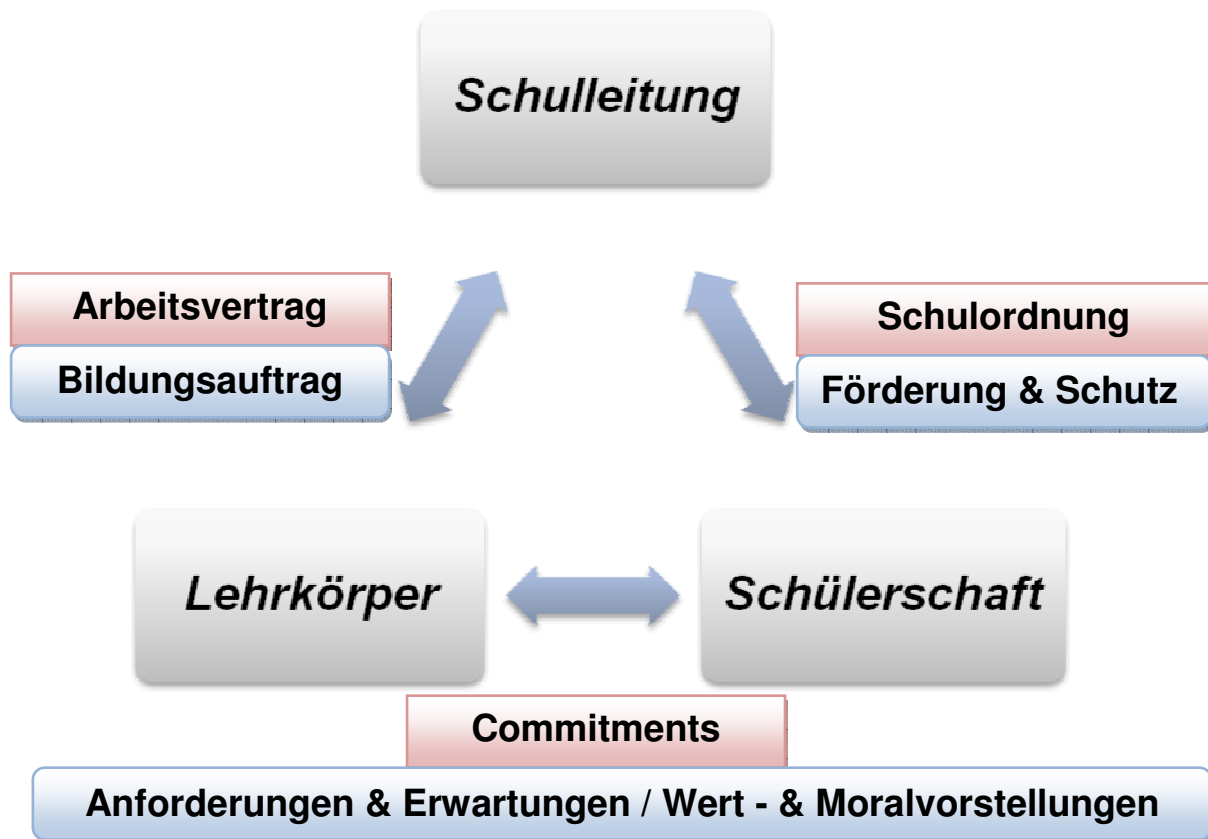 Schulleitung
Arbeitsvertrag
Bildungsauftrag
Schulordnung
Förderung & Schutz
Lehrkörper
Schülerschaft
Commitments
Anforderungen & Erwartungen / Wert - & Moralvorstellungen